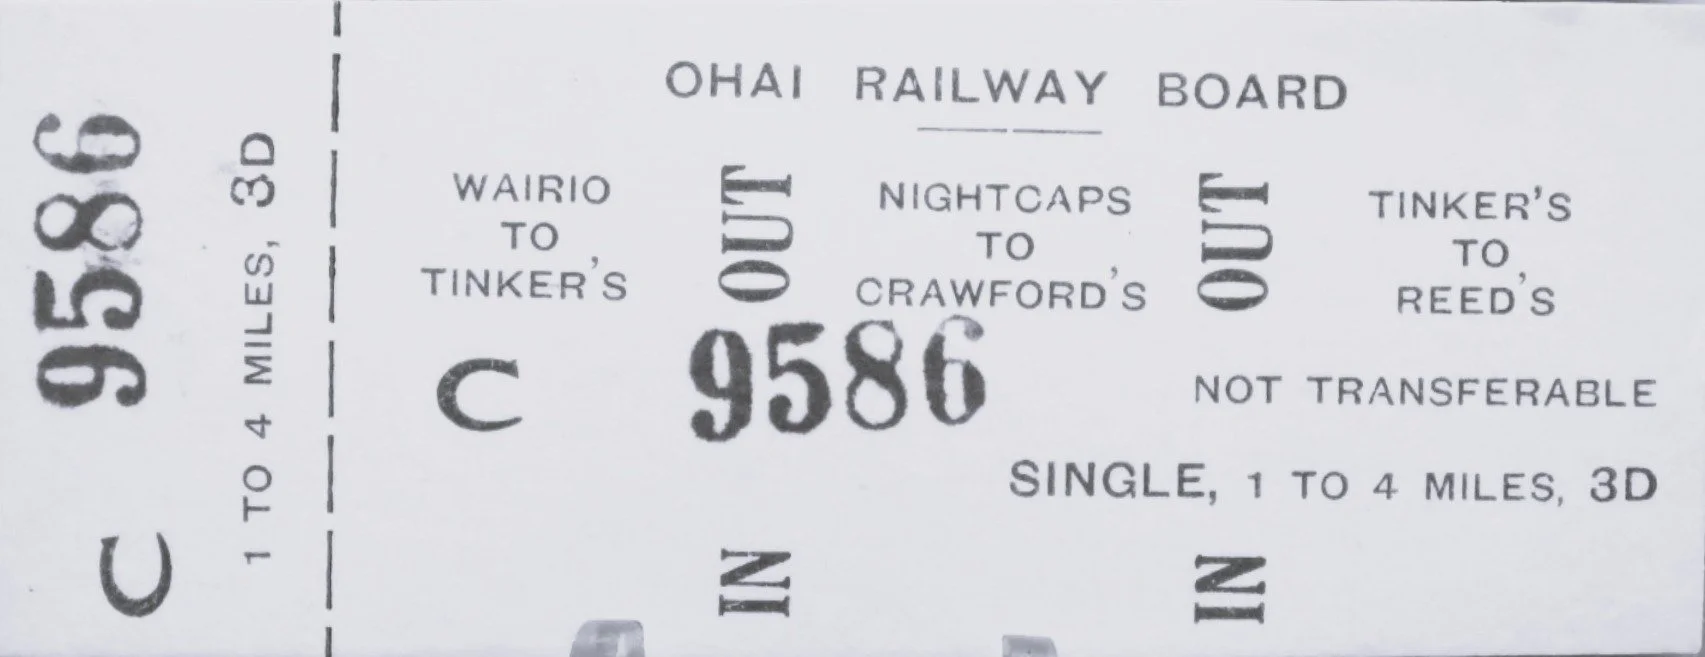 C 9586
1 TO 4 MILES, 3D
OHAI RAILWAY BOARD
WAIRIO
TO
TINKER'S
OUT
NIGHTCAPS
TO
CRAWFORD'S
OUT
TINKER'S
TO
REED'S
C 9586
NOT TRANSFERABLE
SINGLE, 1 TO 4 MILES, 3D
IN
IN